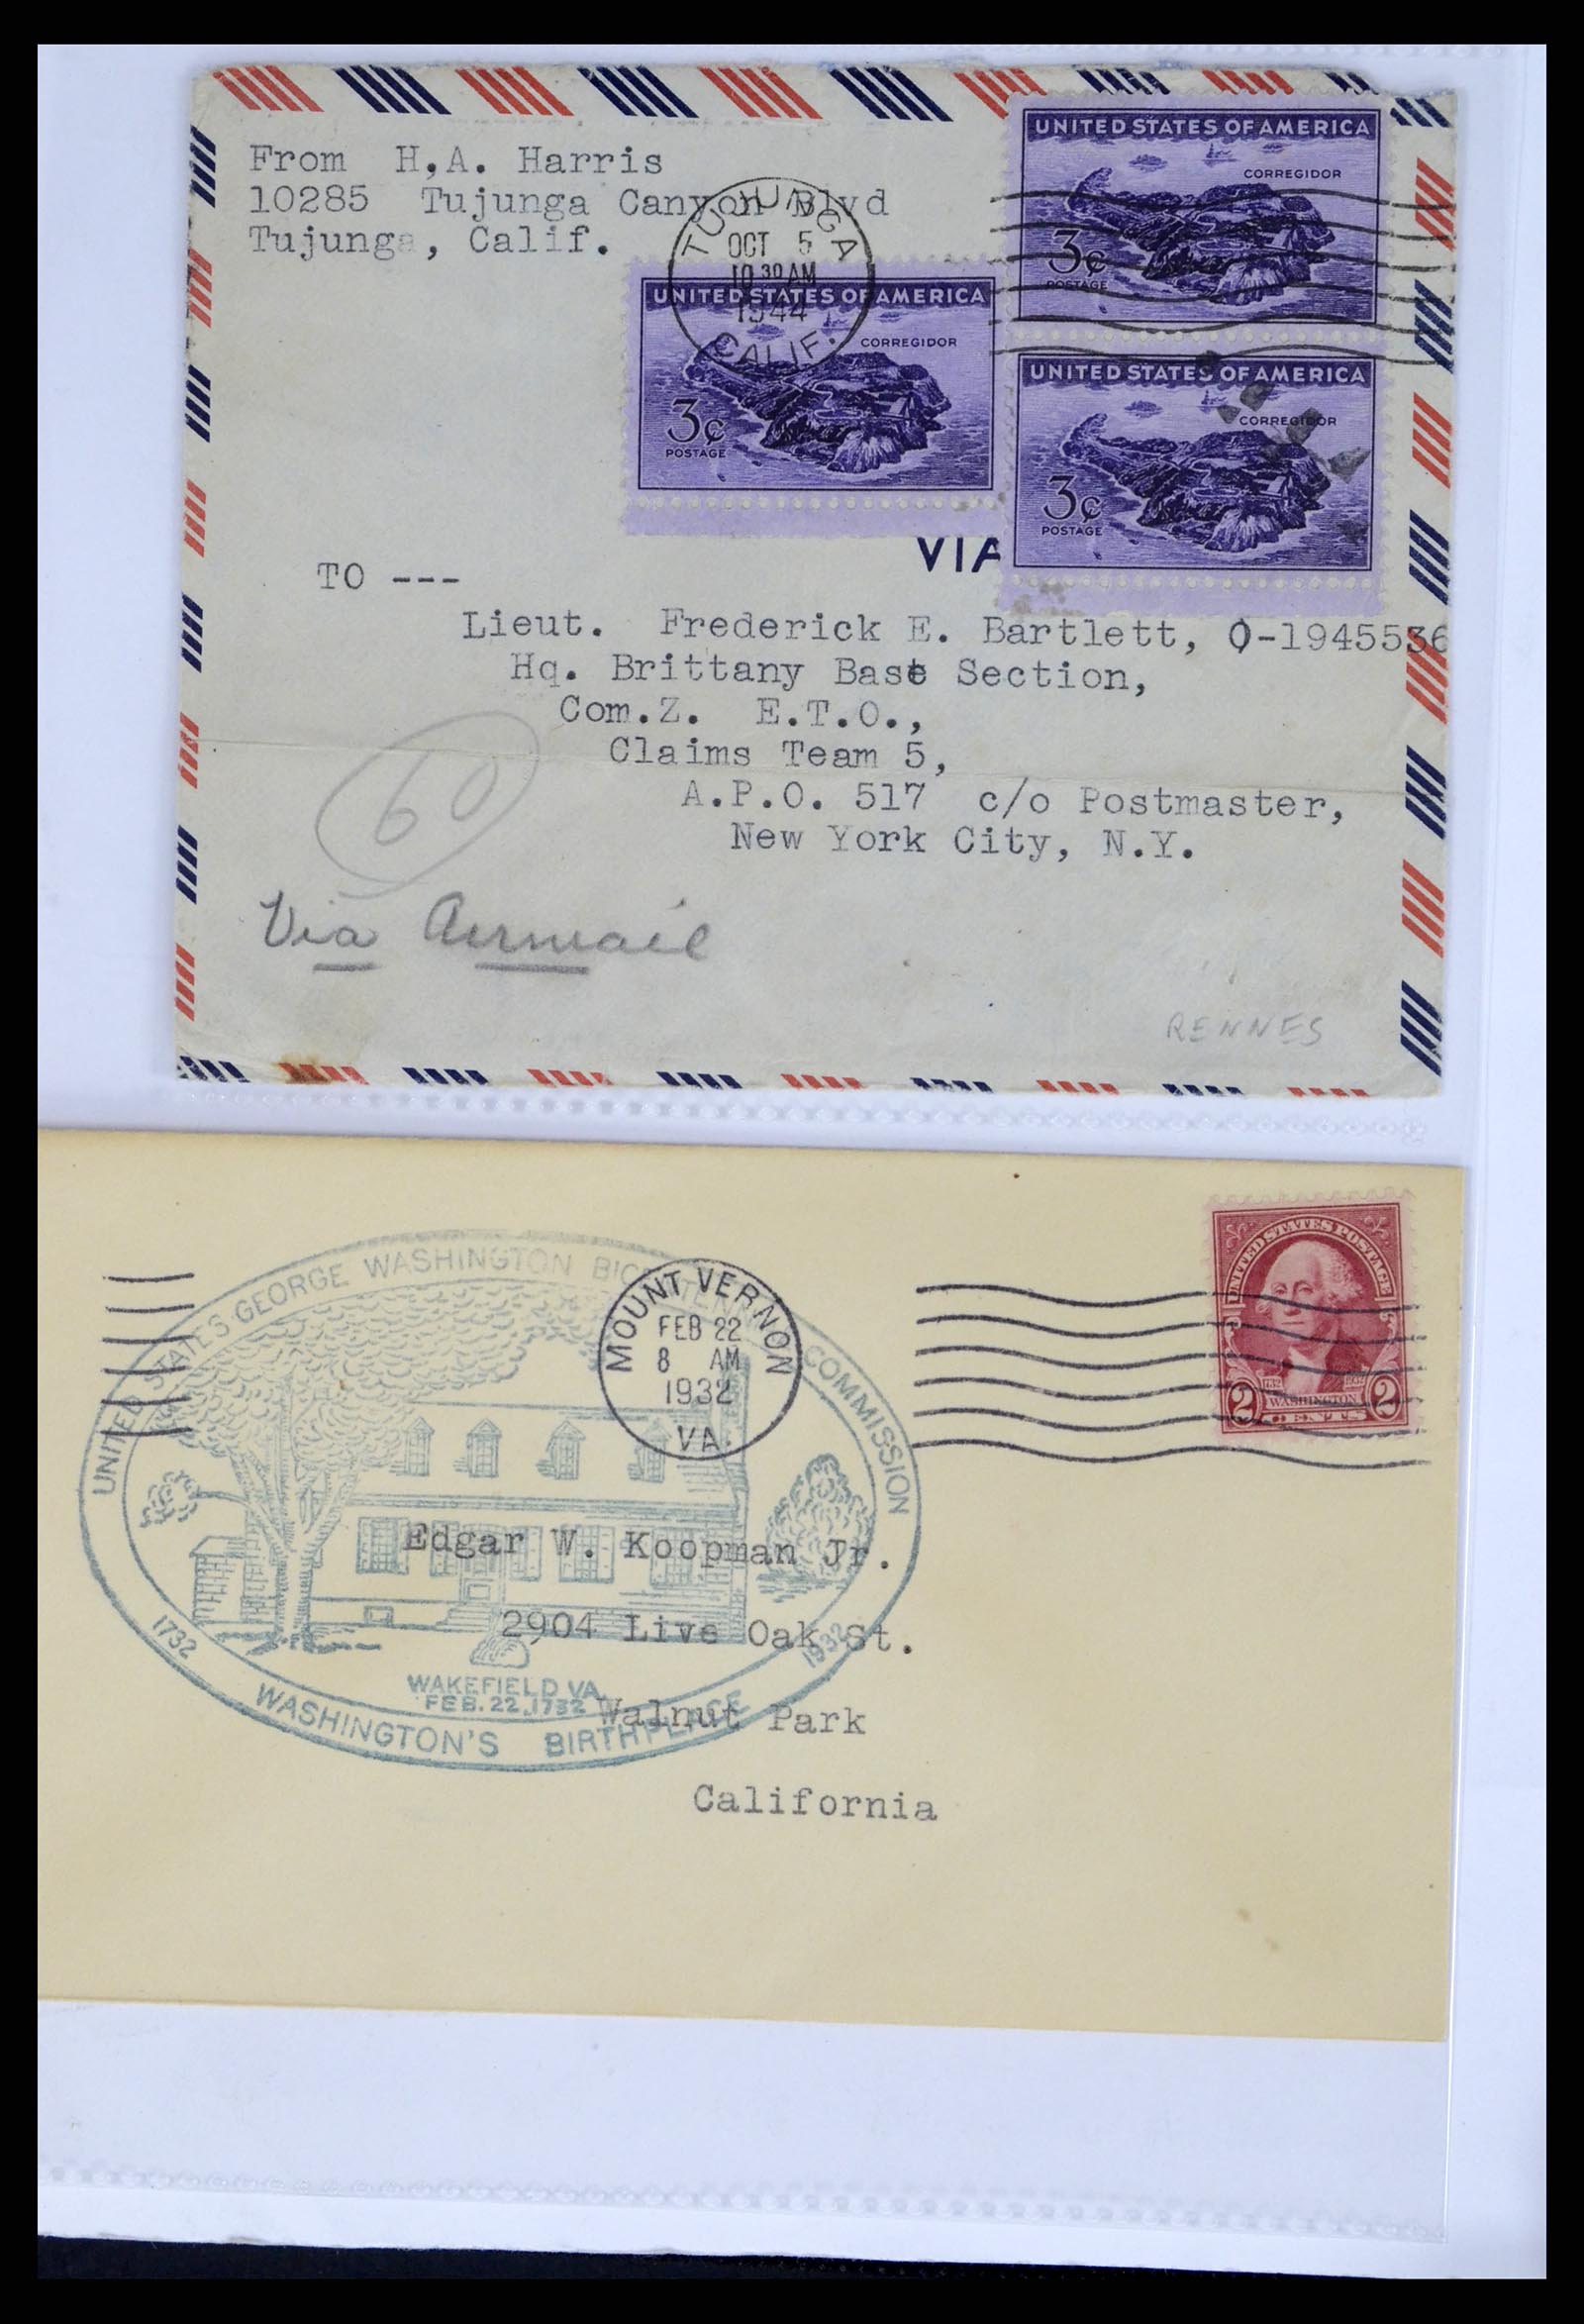 From H,A. Harris
10285 Tujunga Canyon Blvd
Tujunga, Calif.
TUJUNGA
OCT 5
10 30 AM
1944
CALIF.
UNITED STATES OF AMERICA
CORREGIDOR
3¢
POSTAGE
UNITED STATES OF AMERICA
CORREGIDOR
3¢
POSTAGE
UNITED STATES OF AMERICA
CORREGIDOR
3¢
POSTAGE
VIA
TO ---
Lieut. Frederick E. Bartlett, O-1945536
Hq. Brittany Base Section,
Com.Z. E.T.O.,
Claims Team 5,
A.P.O. 517 c/o Postmaster,
New York City, N.Y.
60
Via Airmail
RENNES
UNITED STATES GEORGE WASHINGTON BICENTENNIAL COMMISSION
MOUNT VERNON
FEB 22
8 AM
1932
VA.
UNITED STATES POSTAGE
1732
WASHINGTON
2 CENTS 2
Edgar W. Koopman Jr.
2904 Live Oak St.
Walnut Park
California
1732
1932
WAKEFIELD VA.
FEB. 22, 1732
WASHINGTON'S BIRTHPLACE